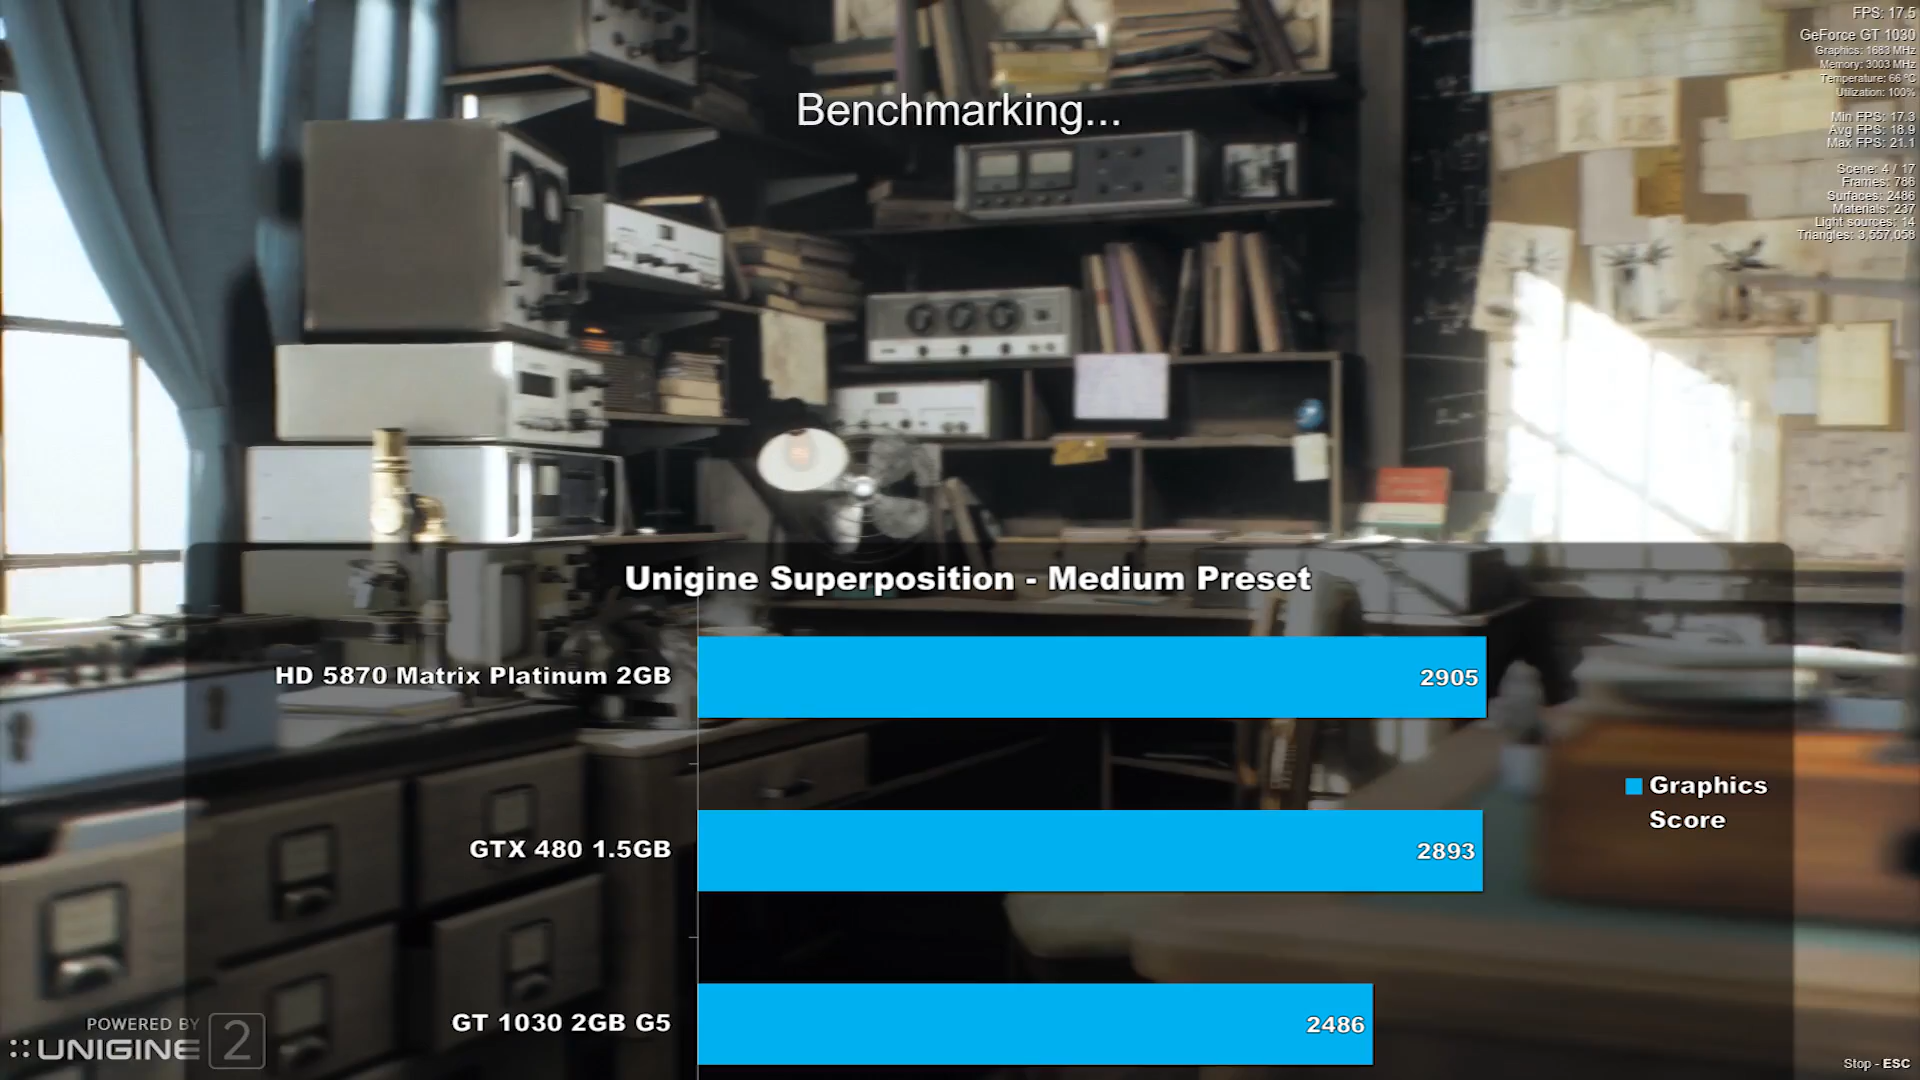 Benchmarking...
FPS: 17.5
GeForce GT 1030
Graphics: 1683 MHz
Memory: 3003 MHz
Temperature: 66 °C
Utilization: 100%
Min FPS: 17.3
Avg FPS: 18.9
Max FPS: 21.1
Scene: 4 / 17
Frames: 786
Surfaces: 2486
Materials: 237
Light sources: 14
Triangles: 3,557,058
Unigine Superposition - Medium Preset
HD 5870 Matrix Platinum 2GB
2905
GTX 480 1.5GB
2893
GT 1030 2GB G5
2486
Graphics
Score
POWERED BY
UNIGINE 2
Stop - ESC